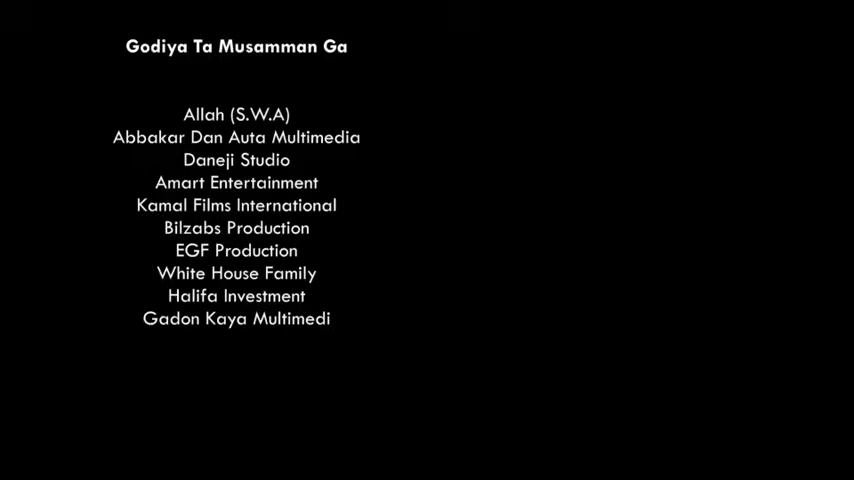 Godiya Ta Musamman Ga
Allah (S.W.A)
Abbakar Dan Auta Multimedia
Daneji Studio
Amart Entertainment
Kamal Films International
Bilzabs Production
EGF Production
White House Family
Halifa Investment
Gadon Kaya Multimedi